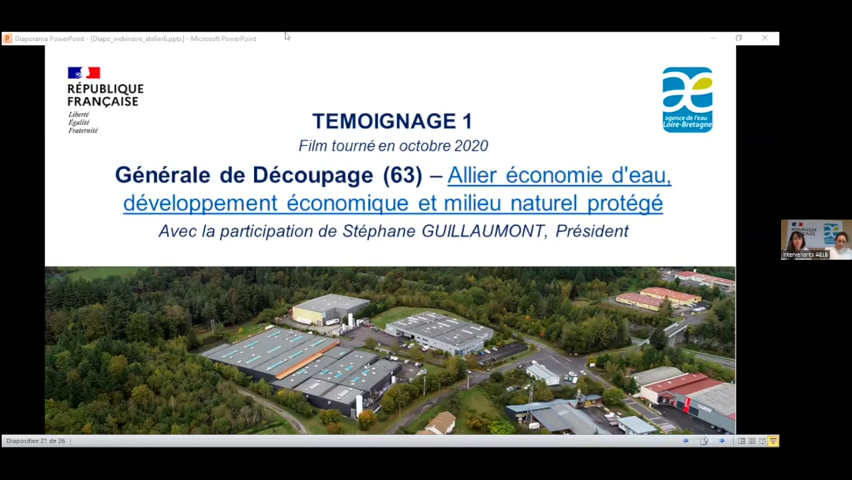 Diaporama PowerPoint - [Diapo_webinaire_atelier6.pptx] - Microsoft PowerPoint
RÉPUBLIQUE
FRANÇAISE
Liberté
Égalité
Fraternité
agence de l'eau
Loire-Bretagne
TEMOIGNAGE 1
Film tourné en octobre 2020
Générale de Découpage (63) – Allier économie d'eau,
développement économique et milieu naturel protégé
Avec la participation de Stéphane GUILLAUMONT, Président
Intervenants AELB
Diapositive 21 de 26